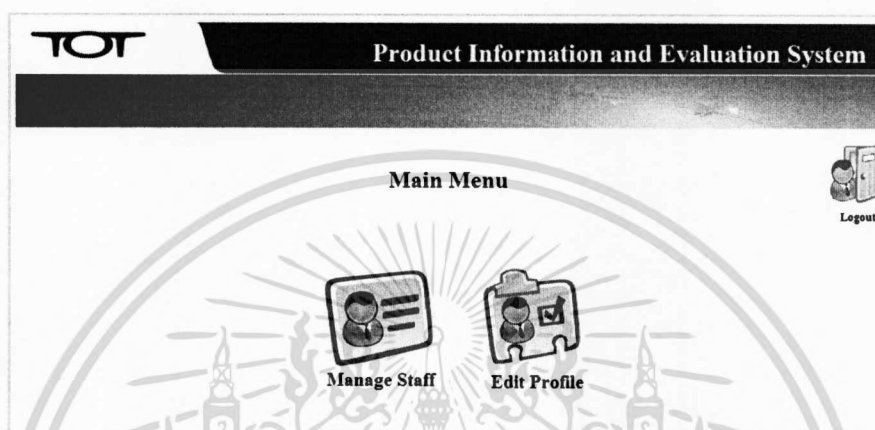 TOT
Product Information and Evaluation System
Main Menu
Logout
Manage Staff
Edit Profile